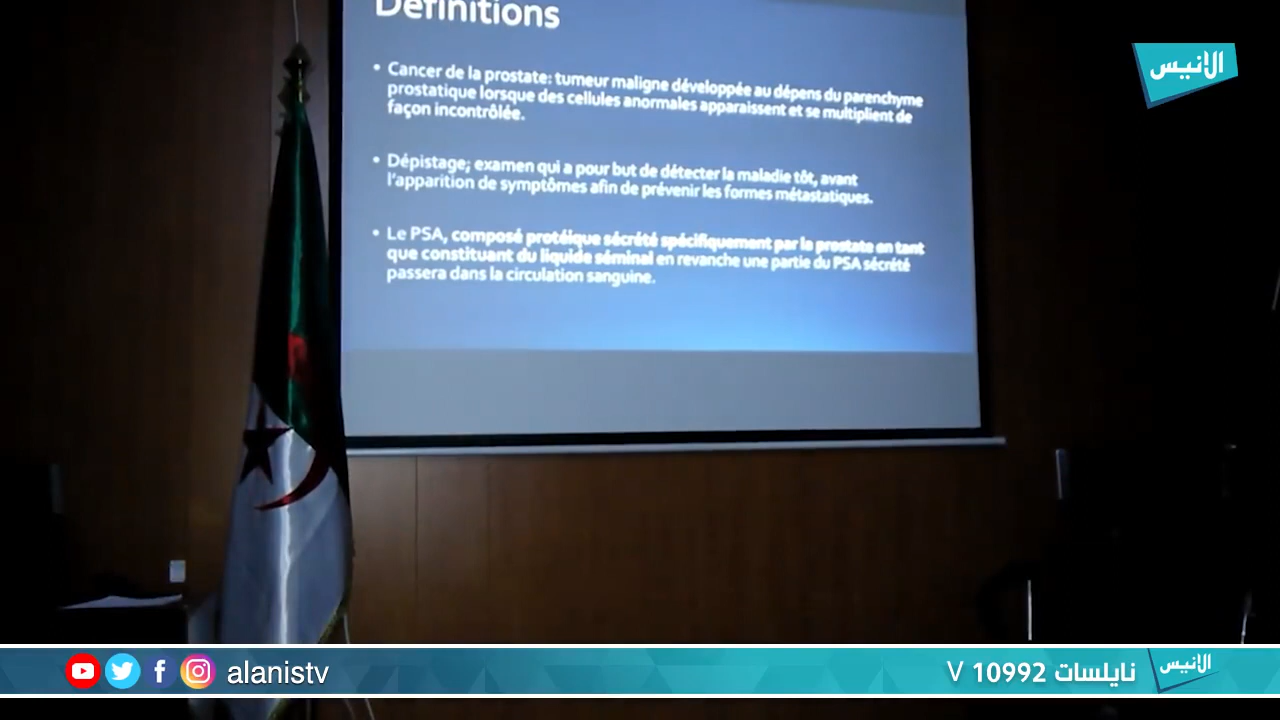 Définitions
الانيس
• Cancer de la prostate: tumeur maligne développée au dépens du parenchyme
prostatique lorsque des cellules anormales apparaissent et se multiplient de
façon incontrôlée.
• Dépistage; examen qui a pour but de détecter la maladie tôt, avant
l'apparition de symptômes afin de prévenir les formes métastatiques.
• Le PSA, composé protéique sécrété spécifiquement par la prostate en tant
que constituant du liquide séminal en revanche une partie du PSA sécrété
passera dans la circulation sanguine.
alanistv
نايلسات 10992 V
الانيس